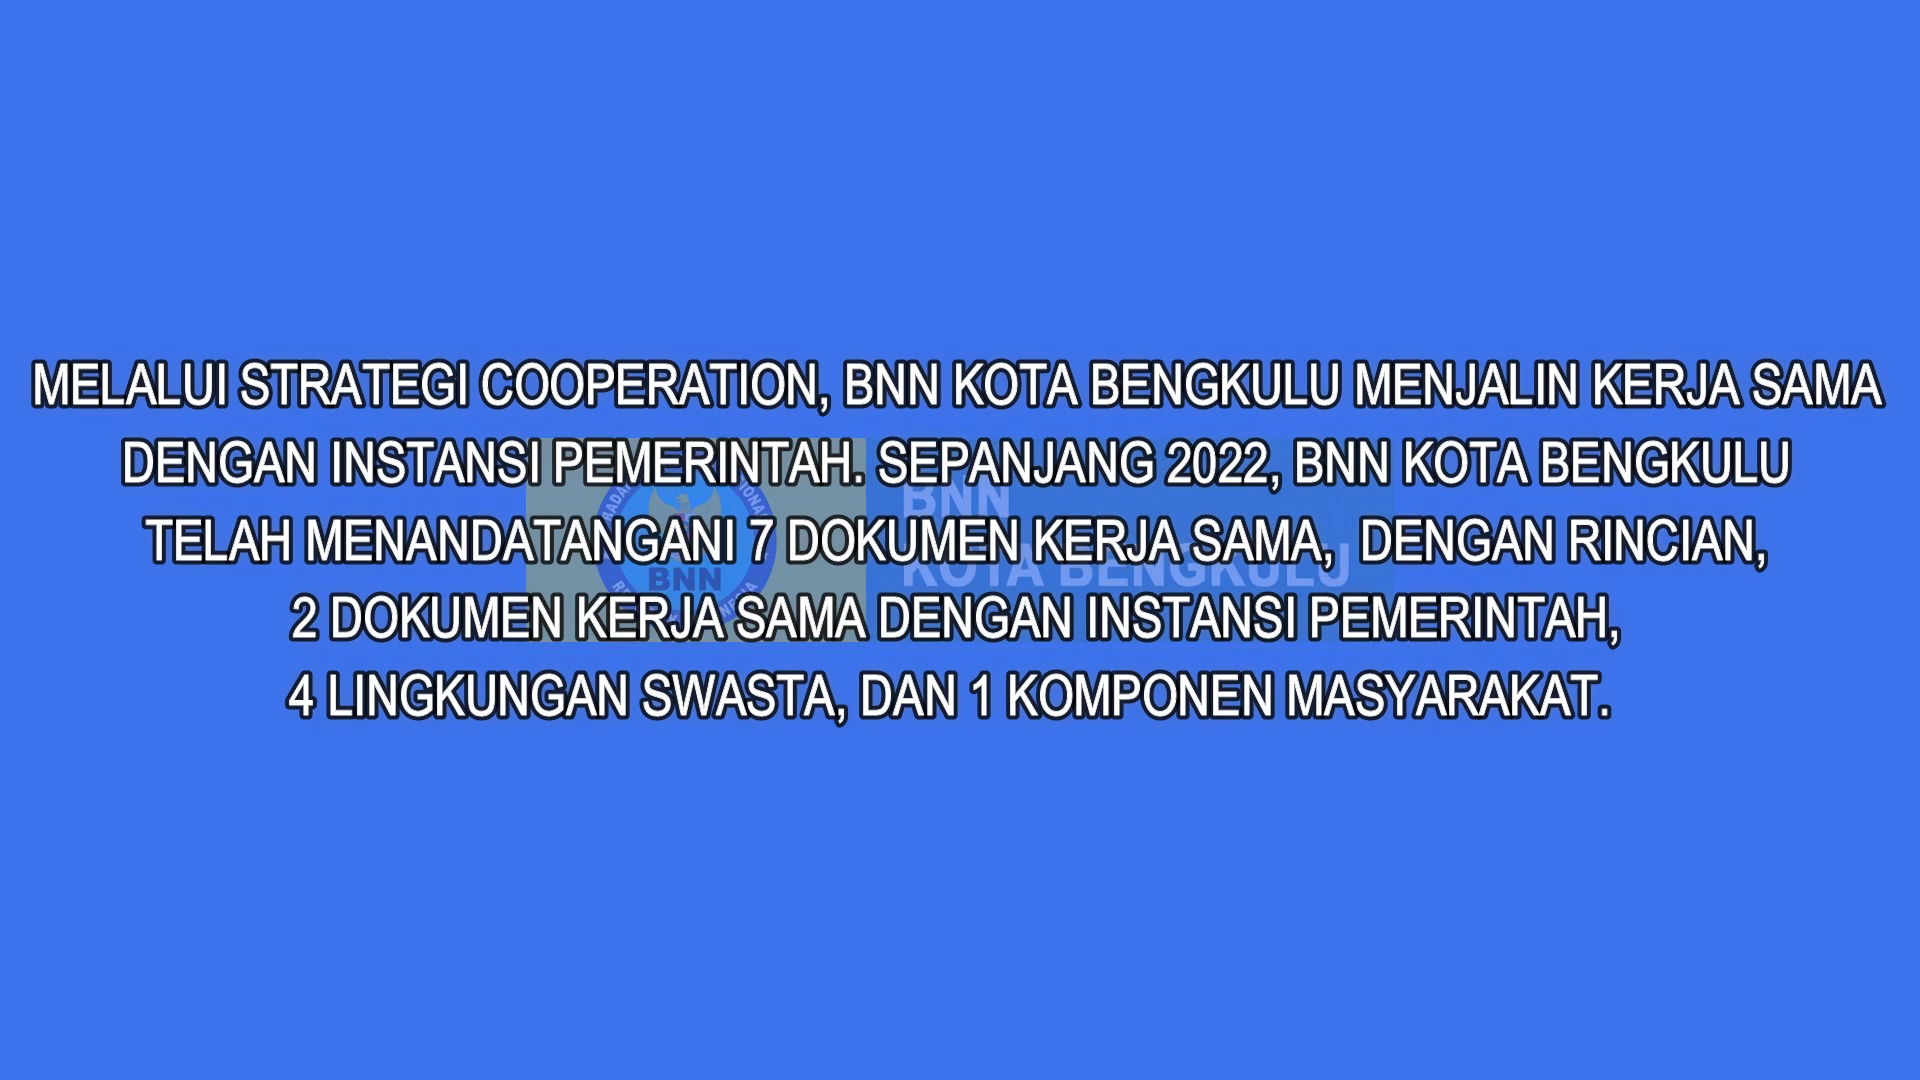 MELALUI STRATEGI COOPERATION, BNN KOTA BENGKULU MENJALIN KERJA SAMA
DENGAN INSTANSI PEMERINTAH. SEPANJANG 2022, BNN KOTA BENGKULU
TELAH MENANDATANGANI 7 DOKUMEN KERJA SAMA, DENGAN RINCIAN,
2 DOKUMEN KERJA SAMA DENGAN INSTANSI PEMERINTAH,
4 LINGKUNGAN SWASTA, DAN 1 KOMPONEN MASYARAKAT.
BNN
BNN
KOTA BENGKULU